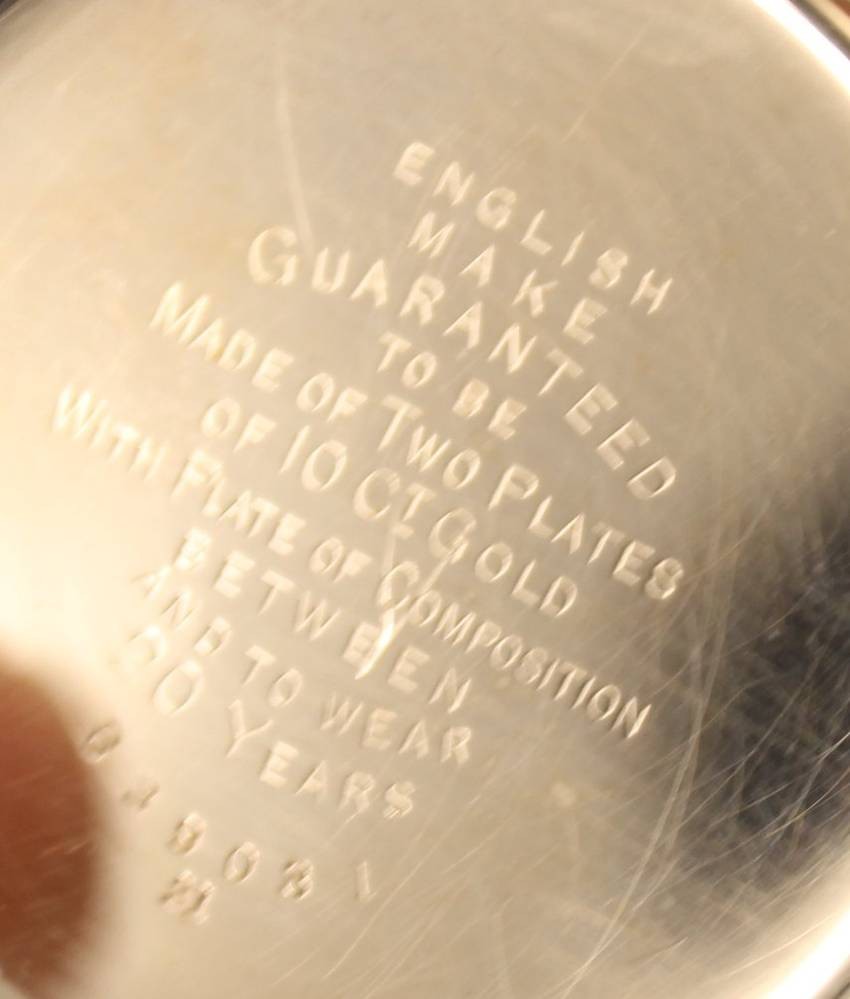 ENGLISH
MAKE
GUARANTEED
TO BE
MADE OF TWO PLATES
OF 10 CT GOLD
WITH PLATE OF COMPOSITION
BETWEEN
AND TO WEAR
YEARS